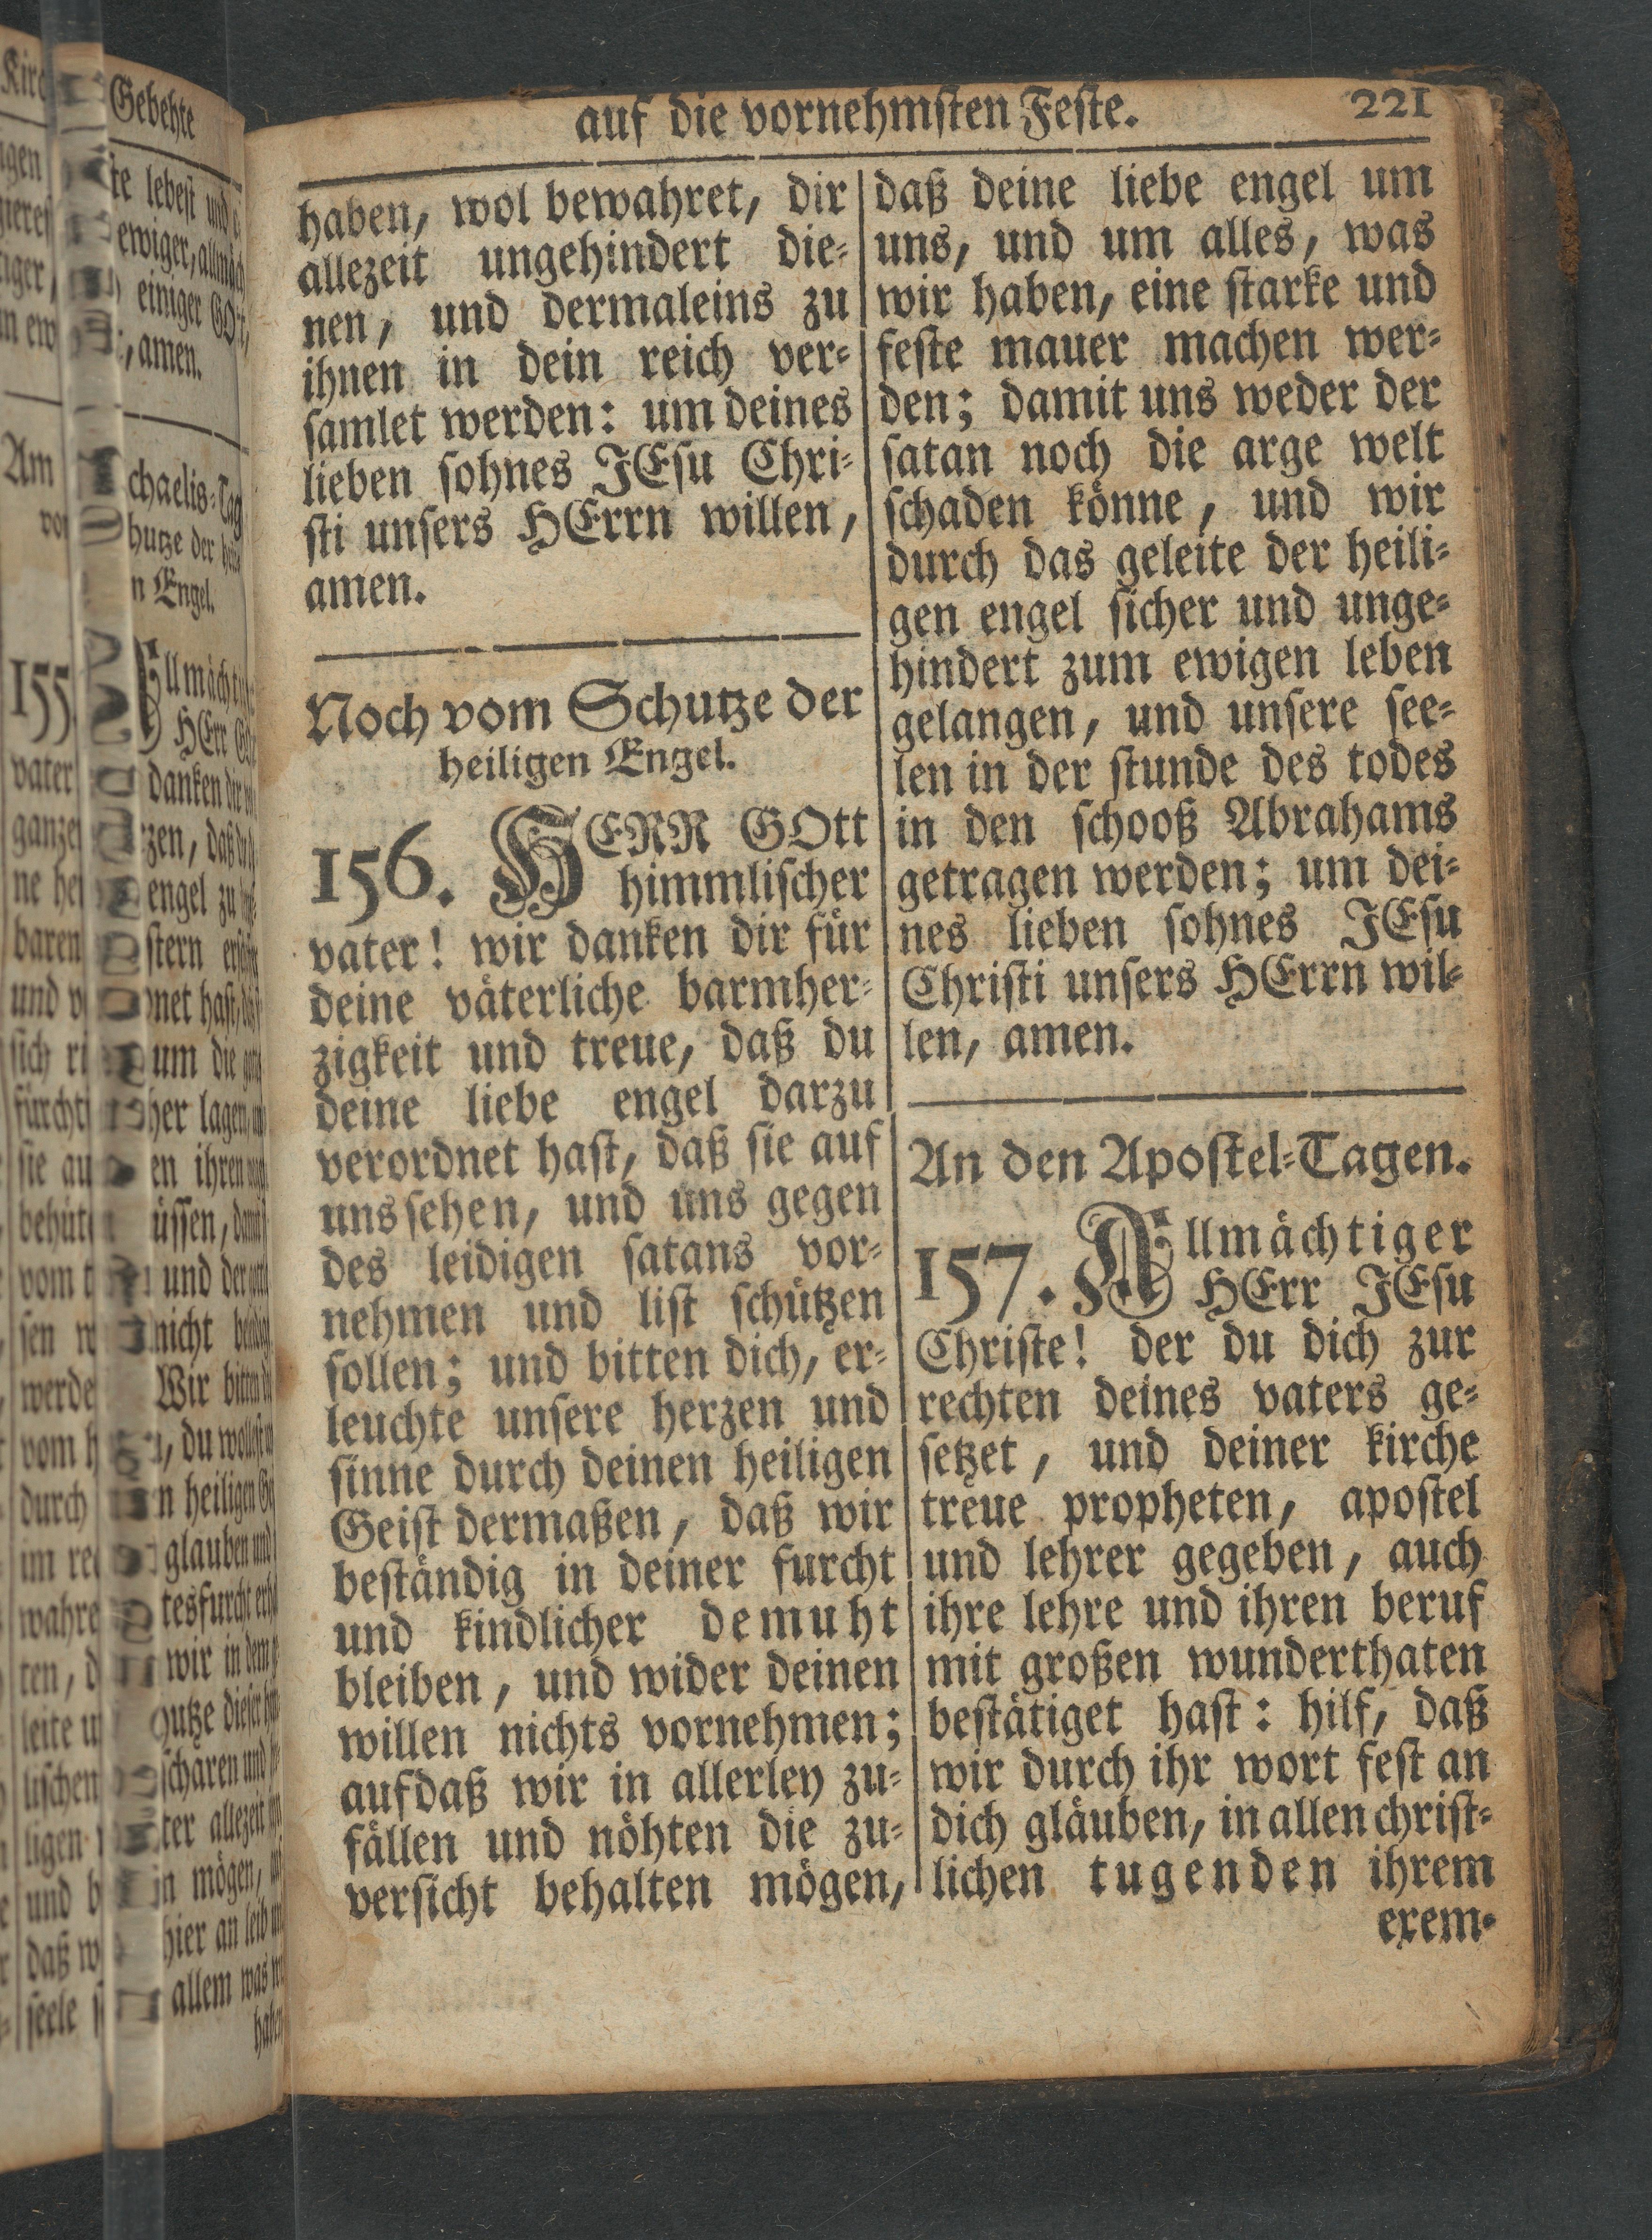 auf die vornehmsten Feste. 221
haben, wol bewahret, dir
allezeit ungehindert die-
nen, und dermaleins zu
ihnen in dein reich ver-
samlet werden: um deines
lieben sohnes JEsu Chri-
sti unsers HErrn willen,
amen.
Noch vom Schutze der
heiligen Engel.
156. HERR GOtt
himmlischer
vater! wir danken dir für
deine väterliche barmher-
zigkeit und treue, daß du
deine liebe engel darzu
verordnet hast, daß sie auf
uns sehen, und uns gegen
des leidigen satans vor-
nehmen und list schützen
sollen; und bitten dich, er-
leuchte unsere herzen und
sinne durch deinen heiligen
Geist dermaßen, daß wir
beständig in deiner furcht
und kindlicher demuht
bleiben, und wider deinen
willen nichts vornehmen;
aufdaß wir in allerley zu-
fällen und nöhten die zu-
versicht behalten mögen,
daß deine liebe engel um
uns, und um alles, was
wir haben, eine starke und
feste mauer machen wer-
den; damit uns weder der
satan noch die arge welt
schaden könne, und wir
durch das geleite der heili-
gen engel sicher und unge-
hindert zum ewigen leben
gelangen, und unsere see-
len in der stunde des todes
in den schooß Abrahams
getragen werden; um dei-
nes lieben sohnes JEsu
Christi unsers HErrn wil-
len, amen.
An den Apostel-Tagen.
157. Allmächtiger
HErr JEsu
Christe! der du dich zur
rechten deines vaters ge-
setzet, und deiner kirche
treue propheten, apostel
und lehrer gegeben, auch
ihre lehre und ihren beruf
mit großen wunderthaten
bestätiget hast: hilf, daß
wir durch ihr wort fest an
dich gläuben, in allen christ-
lichen tugenden ihrem
exem-